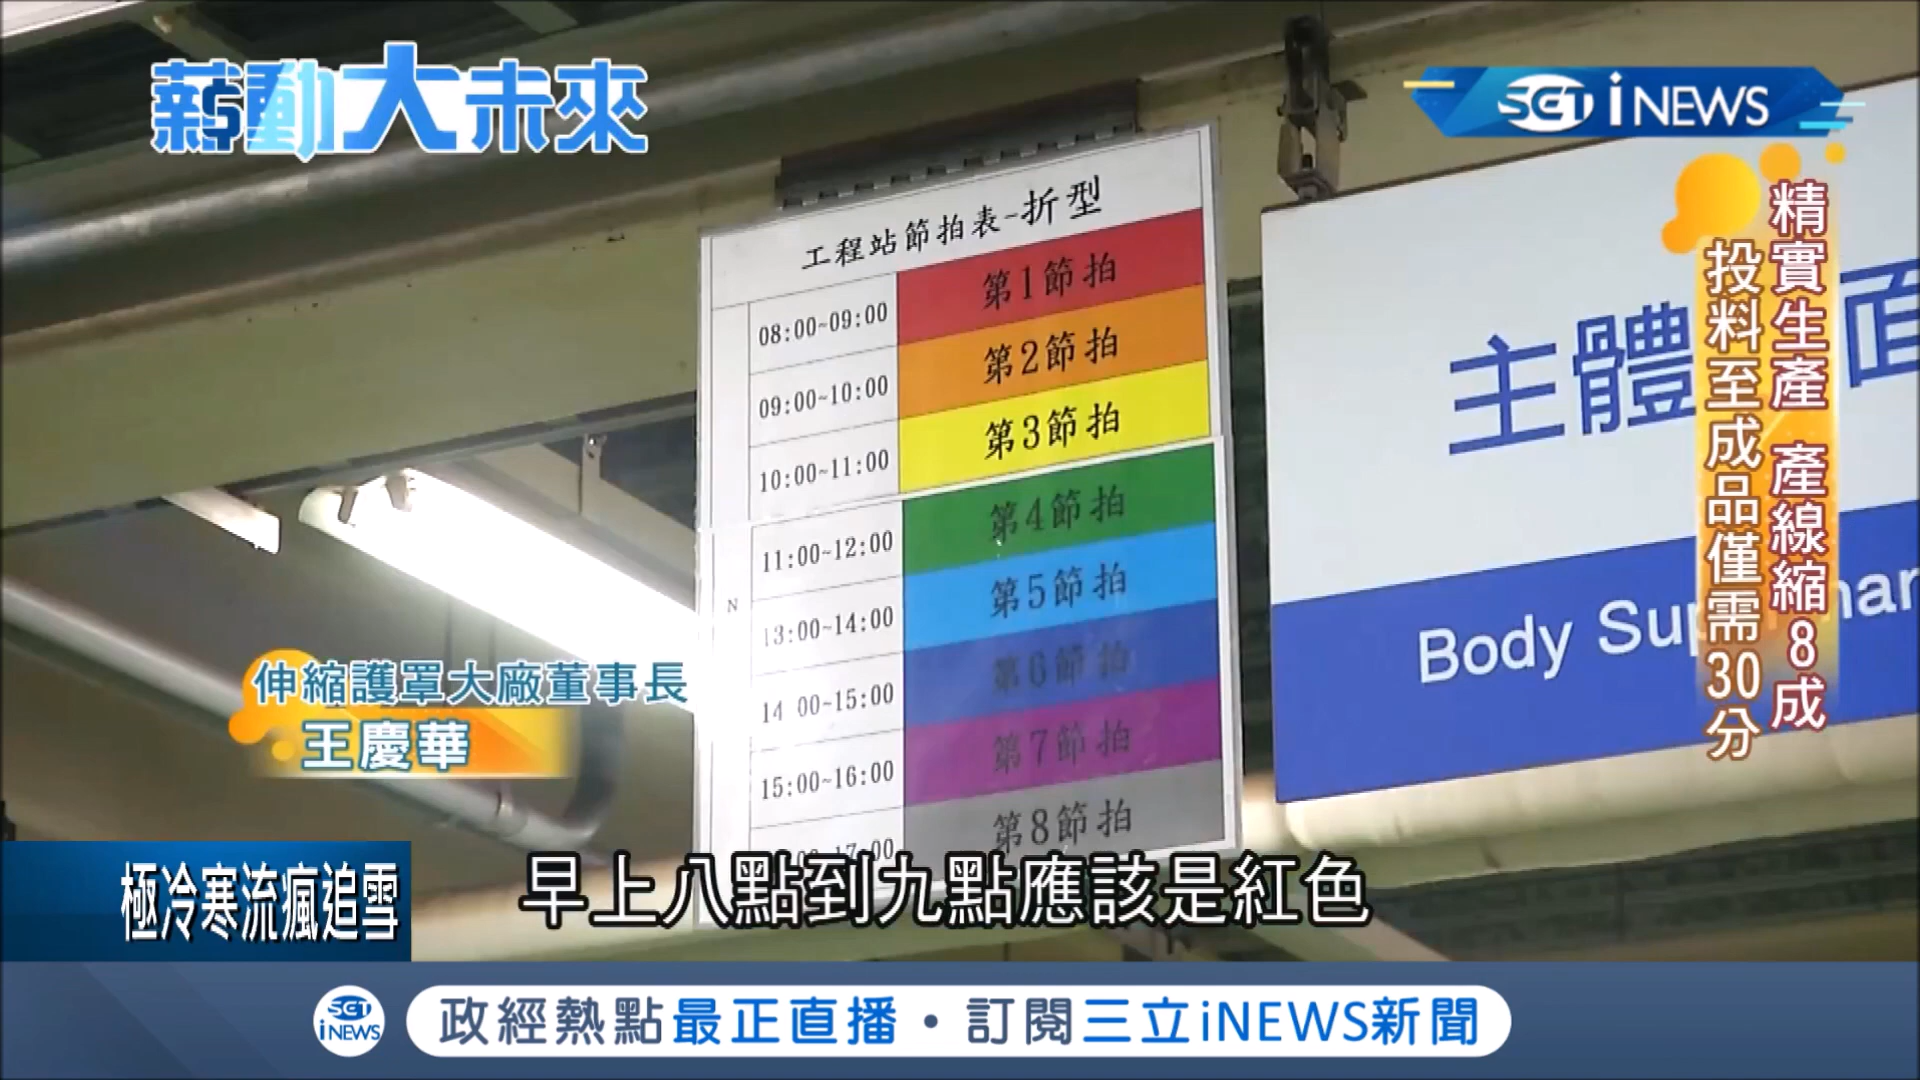 薪動大未來
SET iNEWS
精實生產 產線縮8成
投料至成品僅需30分
工程站節拍表-折型
08:00~09:00 第1節拍
09:00~10:00 第2節拍
10:00~11:00 第3節拍
11:00~12:00 第4節拍
N
13:00~14:00 第5節拍
14 00~15:00 第6節拍
15:00~16:00 第7節拍
17:00 第8節拍
主體 面
Body Su
伸縮護罩大廠董事長
王慶華
早上八點到九點應該是紅色
極冷寒流瘋追雪
SET iNEWS
政經熱點最正直播・訂閱三立iNEWS新聞